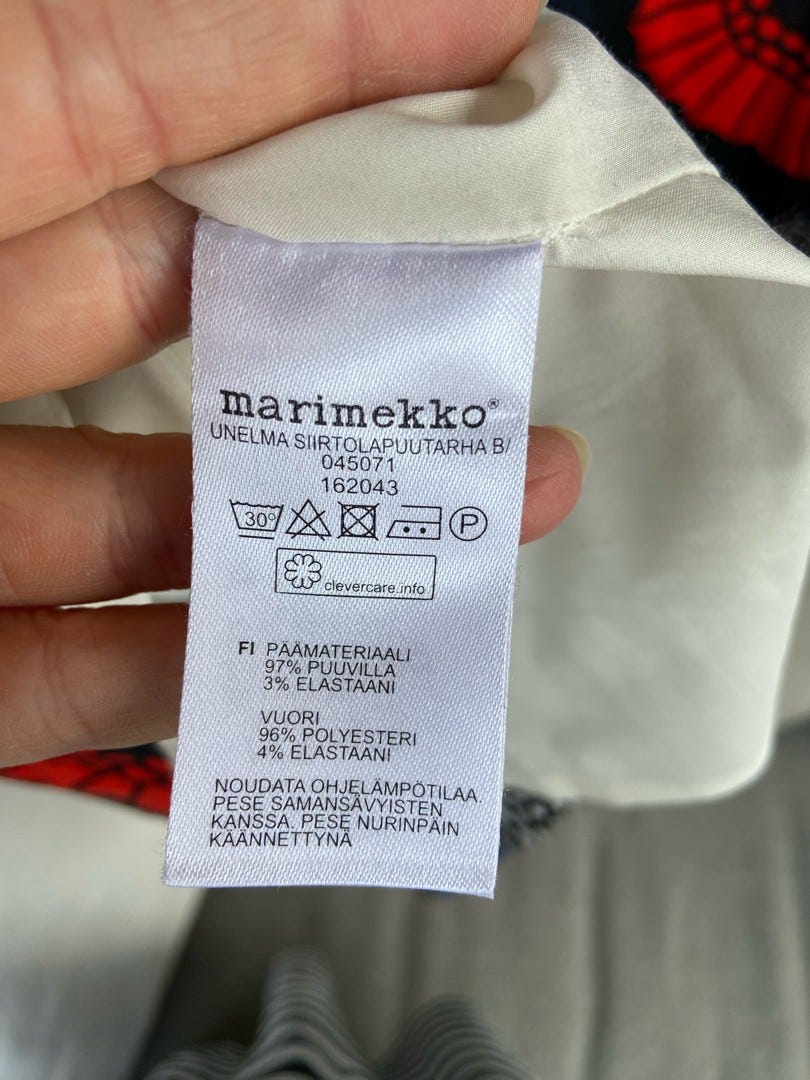 marimekko®
UNELMA SIIRTOLAPUUTARHA B/
045071
162043
30° P
clevercare.info
FI PÄÄMATERIAALI
97% PUUVILLA
3% ELASTAANI
VUORI
96% POLYESTERI
4% ELASTAANI
NOUDATA OHJELÄMPÖTILAA.
PESE SAMANSÄVYISTEN
KANSSA. PESE NURINPÄIN
KÄÄNNETTYNÄ